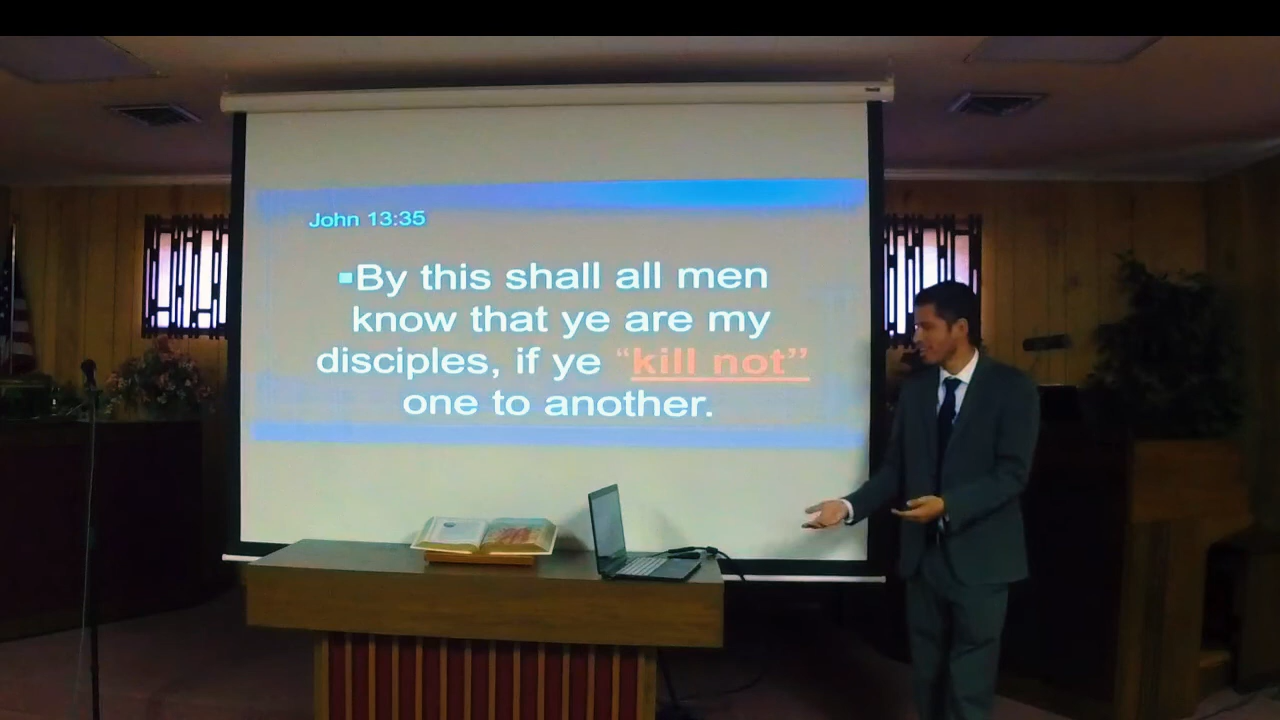 John 13:35
▪By this shall all men
know that ye are my
disciples, if ye “kill not”
one to another.